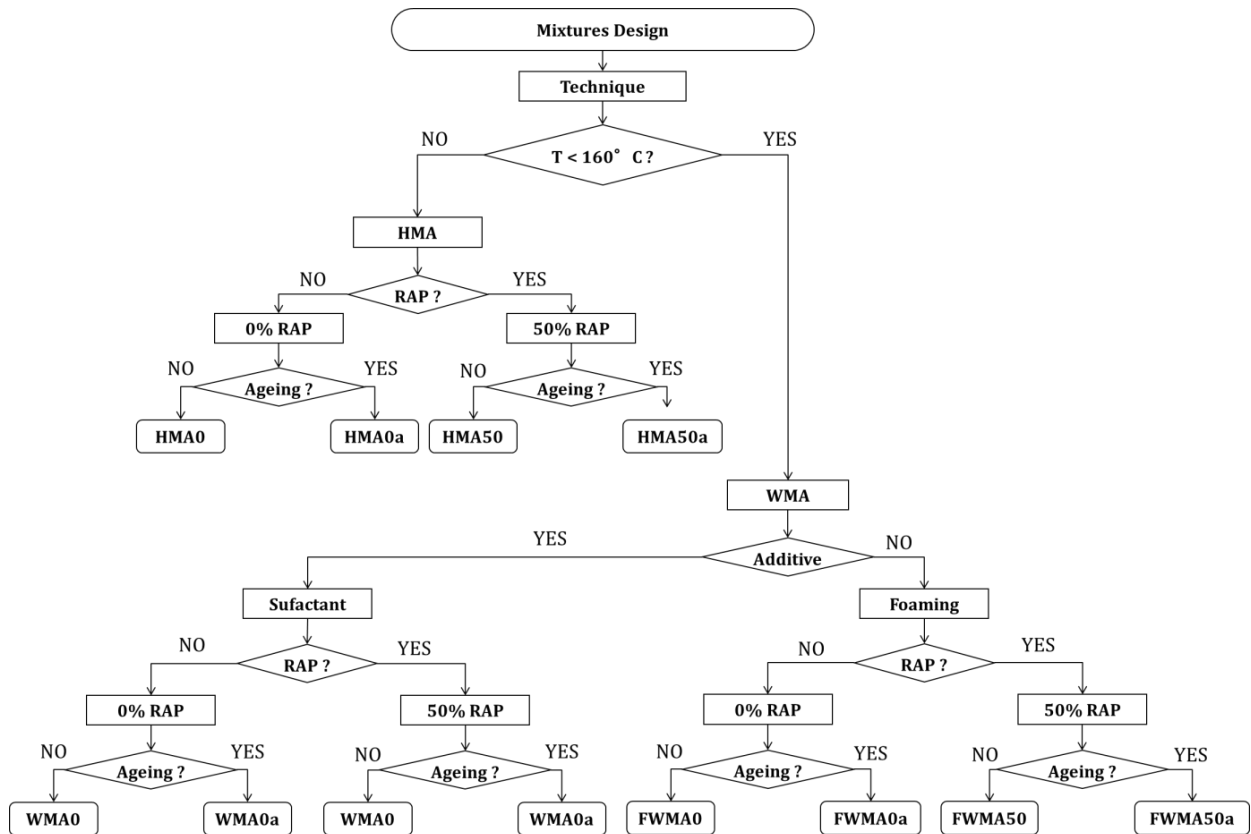 Mixtures Design
Technique
NO
YES
T < 160° C ?
HMA
NO
YES
RAP ?
0% RAP
50% RAP
NO
YES
NO
YES
Ageing ?
Ageing ?
HMA0
HMA0a
HMA50
HMA50a
WMA
YES
NO
Additive
Sufactant
Foaming
NO
YES
NO
YES
RAP ?
RAP ?
0% RAP
50% RAP
0% RAP
50% RAP
NO
YES
NO
YES
NO
YES
NO
YES
Ageing ?
Ageing ?
Ageing ?
Ageing ?
WMA0
WMA0a
WMA0
WMA0a
FWMA0
FWMA0a
FWMA50
FWMA50a